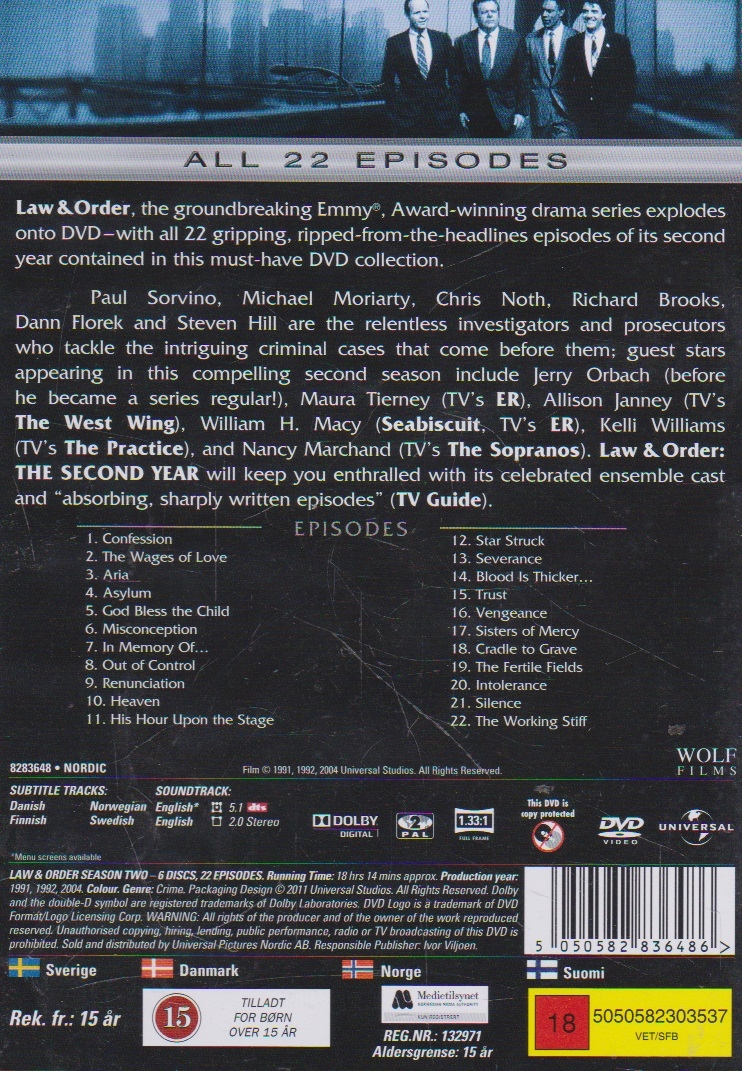 ALL 22 EPISODES
Law & Order, the groundbreaking Emmy®, Award-winning drama series explodes
onto DVD–with all 22 gripping, ripped-from-the-headlines episodes of its second
year contained in this must-have DVD collection.
Paul Sorvino, Michael Moriarty, Chris Noth, Richard Brooks,
Dann Florek and Steven Hill are the relentless investigators and prosecutors
who tackle the intriguing criminal cases that come before them; guest stars
appearing in this compelling second season include Jerry Orbach (before
he became a series regular!), Maura Tierney (TV's ER), Allison Janney (TV's
The West Wing), William H. Macy (Seabiscuit, TV's ER), Kelli Williams
(TV's The Practice), and Nancy Marchand (TV's The Sopranos). Law & Order:
THE SECOND YEAR will keep you enthralled with its celebrated ensemble cast
and “absorbing, sharply written episodes” (TV Guide).
EPISODES
1. Confession
2. The Wages of Love
3. Aria
4. Asylum
5. God Bless the Child
6. Misconception
7. In Memory Of...
8. Out of Control
9. Renunciation
10. Heaven
11. His Hour Upon the Stage
12. Star Struck
13. Severance
14. Blood Is Thicker...
15. Trust
16. Vengeance
17. Sisters of Mercy
18. Cradle to Grave
19. The Fertile Fields
20. Intolerance
21. Silence
22. The Working Stiff
WOLF
FILMS
8283648 • NORDIC
Film © 1991, 1992, 2004 Universal Studios. All Rights Reserved.
SUBTITLE TRACKS:
Danish Norwegian
Finnish Swedish
SOUNDTRACK:
English* 5.1 dts
English 2.0 Stereo
*Menu screens available
DOLBY
DIGITAL
2
PAL
1.33:1
FULL FRAME
This DVD is
copy protected
DVD
VIDEO
UNIVERSAL
LAW & ORDER SEASON TWO – 6 DISCS, 22 EPISODES. Running Time: 18 hrs 14 mins approx. Production year:
1991, 1992, 2004. Colour. Genre: Crime. Packaging Design © 2011 Universal Studios. All Rights Reserved. Dolby
and the double-D symbol are registered trademarks of Dolby Laboratories. DVD Logo is a trademark of DVD
Format/Logo Licensing Corp. WARNING: All rights of the producer and of the owner of the work reproduced
reserved. Unauthorised copying, hiring, lending, public performance, radio or TV broadcasting of this DVD is
prohibited. Sold and distributed by Universal Pictures Nordic AB. Responsible Publisher: Ivor Viljoen.
5 050582 836486 >
Sverige
Rek. fr.: 15 år
Danmark
15
TILLADT
FOR BØRN
OVER 15 ÅR
Norge
Medietilsynet
NORWEGIAN MEDIA AUTHORITY
KUN REGISTRERT
REG.NR.: 132971
Aldersgrense: 15 år
Suomi
18
5050582303537
VET/SFB